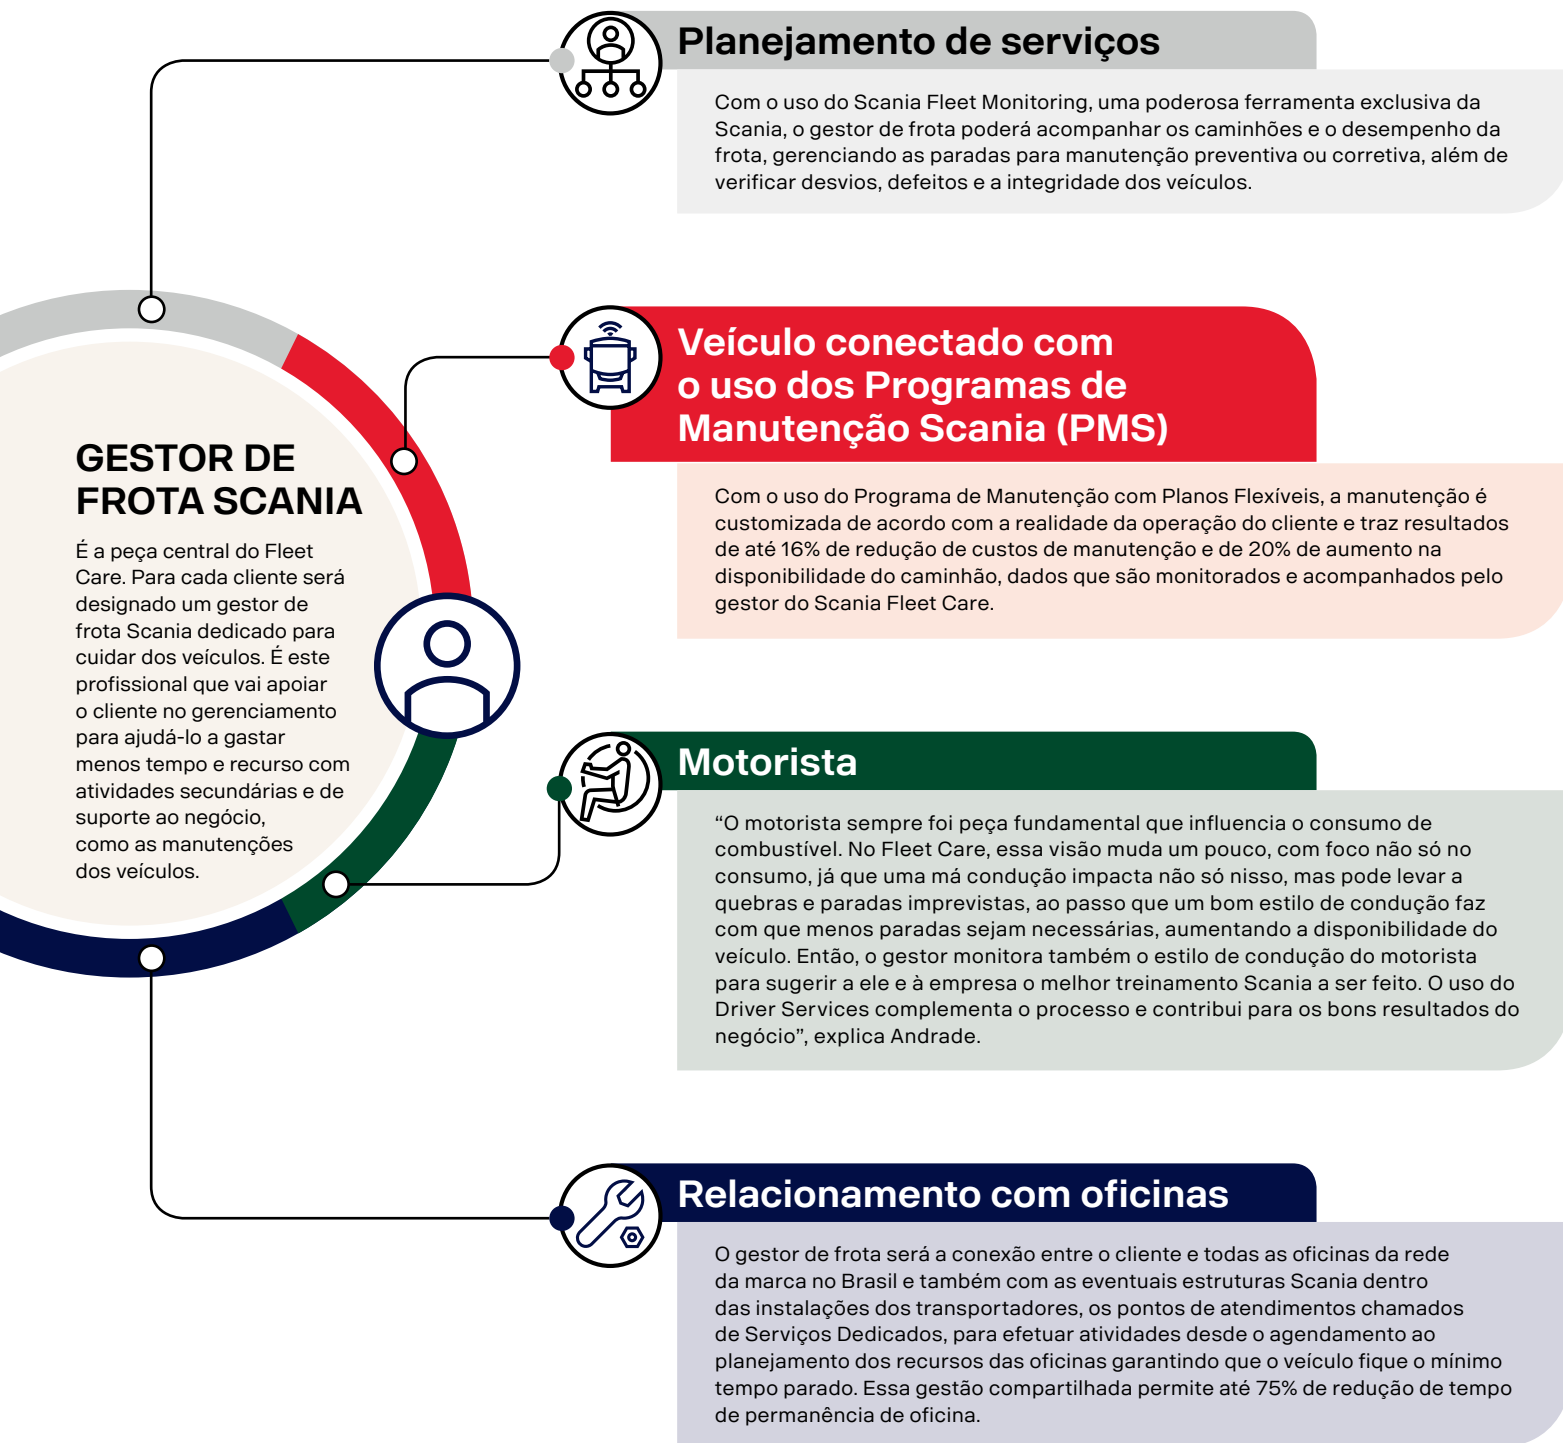 Planejamento de serviços
Com o uso do Scania Fleet Monitoring, uma poderosa ferramenta exclusiva da
Scania, o gestor de frota poderá acompanhar os caminhões e o desempenho da
frota, gerenciando as paradas para manutenção preventiva ou corretiva, além de
verificar desvios, defeitos e a integridade dos veículos.
Veículo conectado com
o uso dos Programas de
Manutenção Scania (PMS)
Com o uso do Programa de Manutenção com Planos Flexíveis, a manutenção é
customizada de acordo com a realidade da operação do cliente e traz resultados
de até 16% de redução de custos de manutenção e de 20% de aumento na
disponibilidade do caminhão, dados que são monitorados e acompanhados pelo
gestor do Scania Fleet Care.
GESTOR DE
FROTA SCANIA
É a peça central do Fleet
Care. Para cada cliente será
designado um gestor de
frota Scania dedicado para
cuidar dos veículos. É este
profissional que vai apoiar
o cliente no gerenciamento
para ajudá-lo a gastar
menos tempo e recurso com
atividades secundárias e de
suporte ao negócio,
como as manutenções
dos veículos.
Motorista
“O motorista sempre foi peça fundamental que influencia o consumo de
combustível. No Fleet Care, essa visão muda um pouco, com foco não só no
consumo, já que uma má condução impacta não só nisso, mas pode levar a
quebras e paradas imprevistas, ao passo que um bom estilo de condução faz
com que menos paradas sejam necessárias, aumentando a disponibilidade do
veículo. Então, o gestor monitora também o estilo de condução do motorista
para sugerir a ele e à empresa o melhor treinamento Scania a ser feito. O uso do
Driver Services complementa o processo e contribui para os bons resultados do
negócio”, explica Andrade.
Relacionamento com oficinas
O gestor de frota será a conexão entre o cliente e todas as oficinas da rede
da marca no Brasil e também com as eventuais estruturas Scania dentro
das instalações dos transportadores, os pontos de atendimentos chamados
de Serviços Dedicados, para efetuar atividades desde o agendamento ao
planejamento dos recursos das oficinas garantindo que o veículo fique o mínimo
tempo parado. Essa gestão compartilhada permite até 75% de redução de tempo
de permanência de oficina.